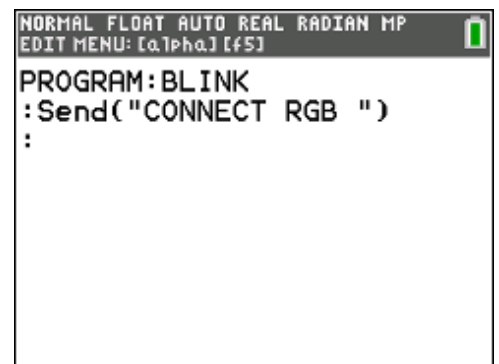 NORMAL FLOAT AUTO REAL RADIAN MP
EDIT MENU: [alpha] [f5]
PROGRAM:BLINK
:Send("CONNECT RGB ")
: